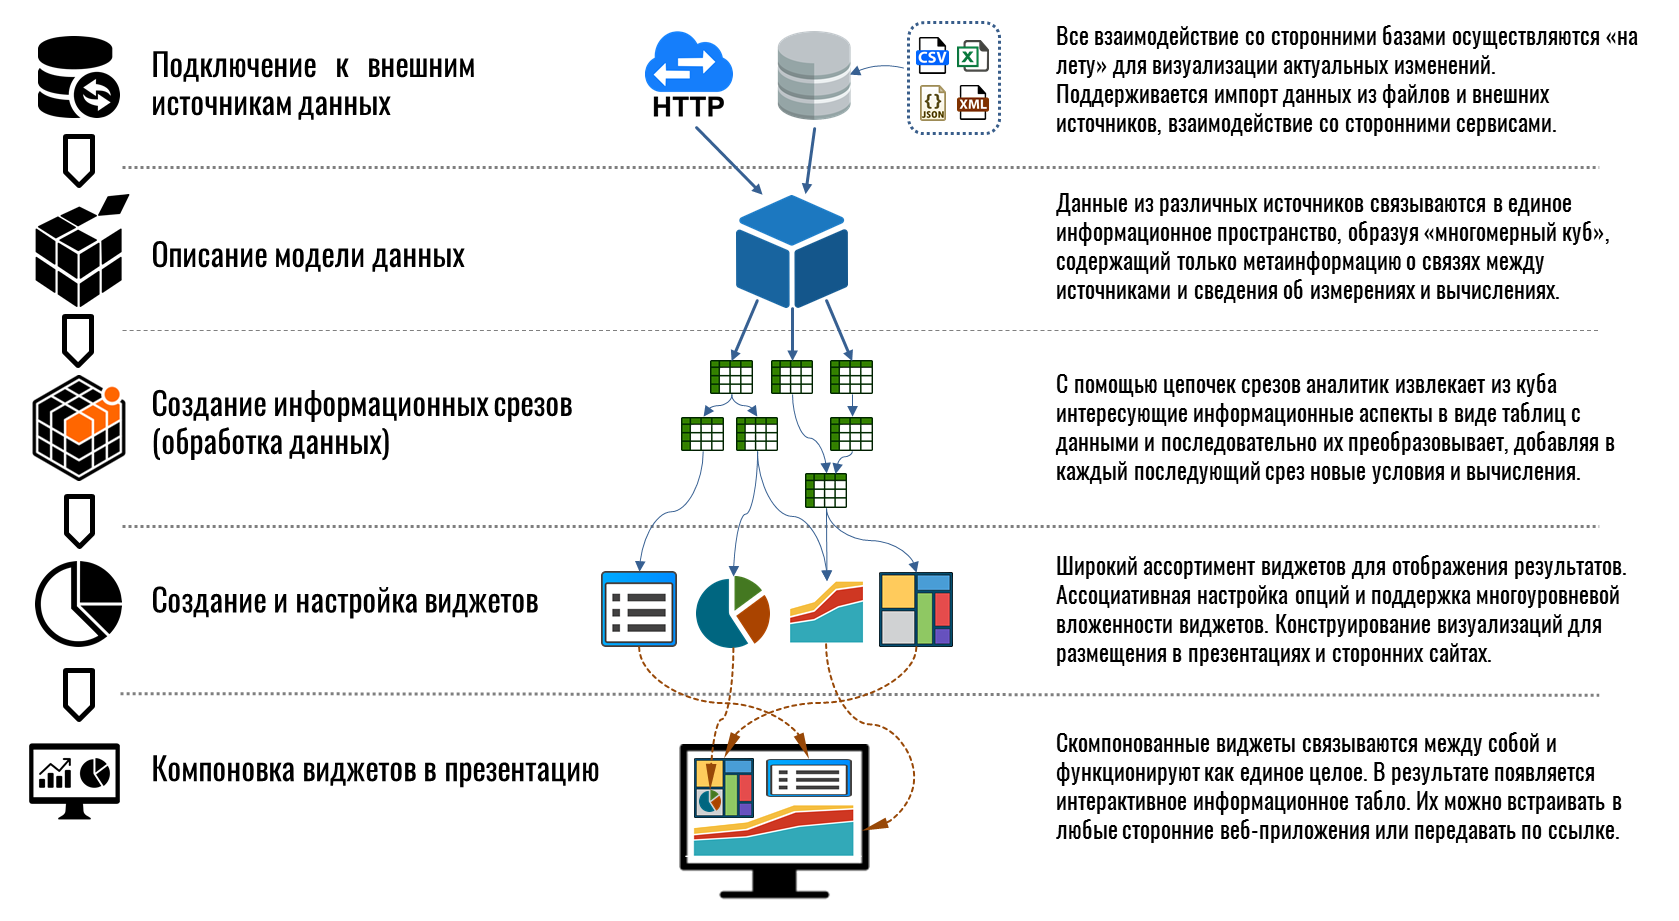 Подключение к внешним
источникам данных
HTTP
CSV
X
{}
JSON
XML
Все взаимодействие со сторонними базами осуществляются «на
лету» для визуализации актуальных изменений.
Поддерживается импорт данных из файлов и внешних
источников, взаимодействие со сторонними сервисами.
Описание модели данных
Данные из различных источников связываются в единое
информационное пространство, образуя «многомерный куб»,
содержащий только метаинформацию о связях между
источниками и сведения об измерениях и вычислениях.
Создание информационных срезов
(обработка данных)
С помощью цепочек срезов аналитик извлекает из куба
интересующие информационные аспекты в виде таблиц с
данными и последовательно их преобразовывает, добавляя в
каждый последующий срез новые условия и вычисления.
Создание и настройка виджетов
Широкий ассортимент виджетов для отображения результатов.
Ассоциативная настройка опций и поддержка многоуровневой
вложенности виджетов. Конструирование визуализаций для
размещения в презентациях и сторонних сайтах.
Компоновка виджетов в презентацию
Скомпонованные виджеты связываются между собой и
функционируют как единое целое. В результате появляется
интерактивное информационное табло. Их можно встраивать в
любые сторонние веб-приложения или передавать по ссылке.